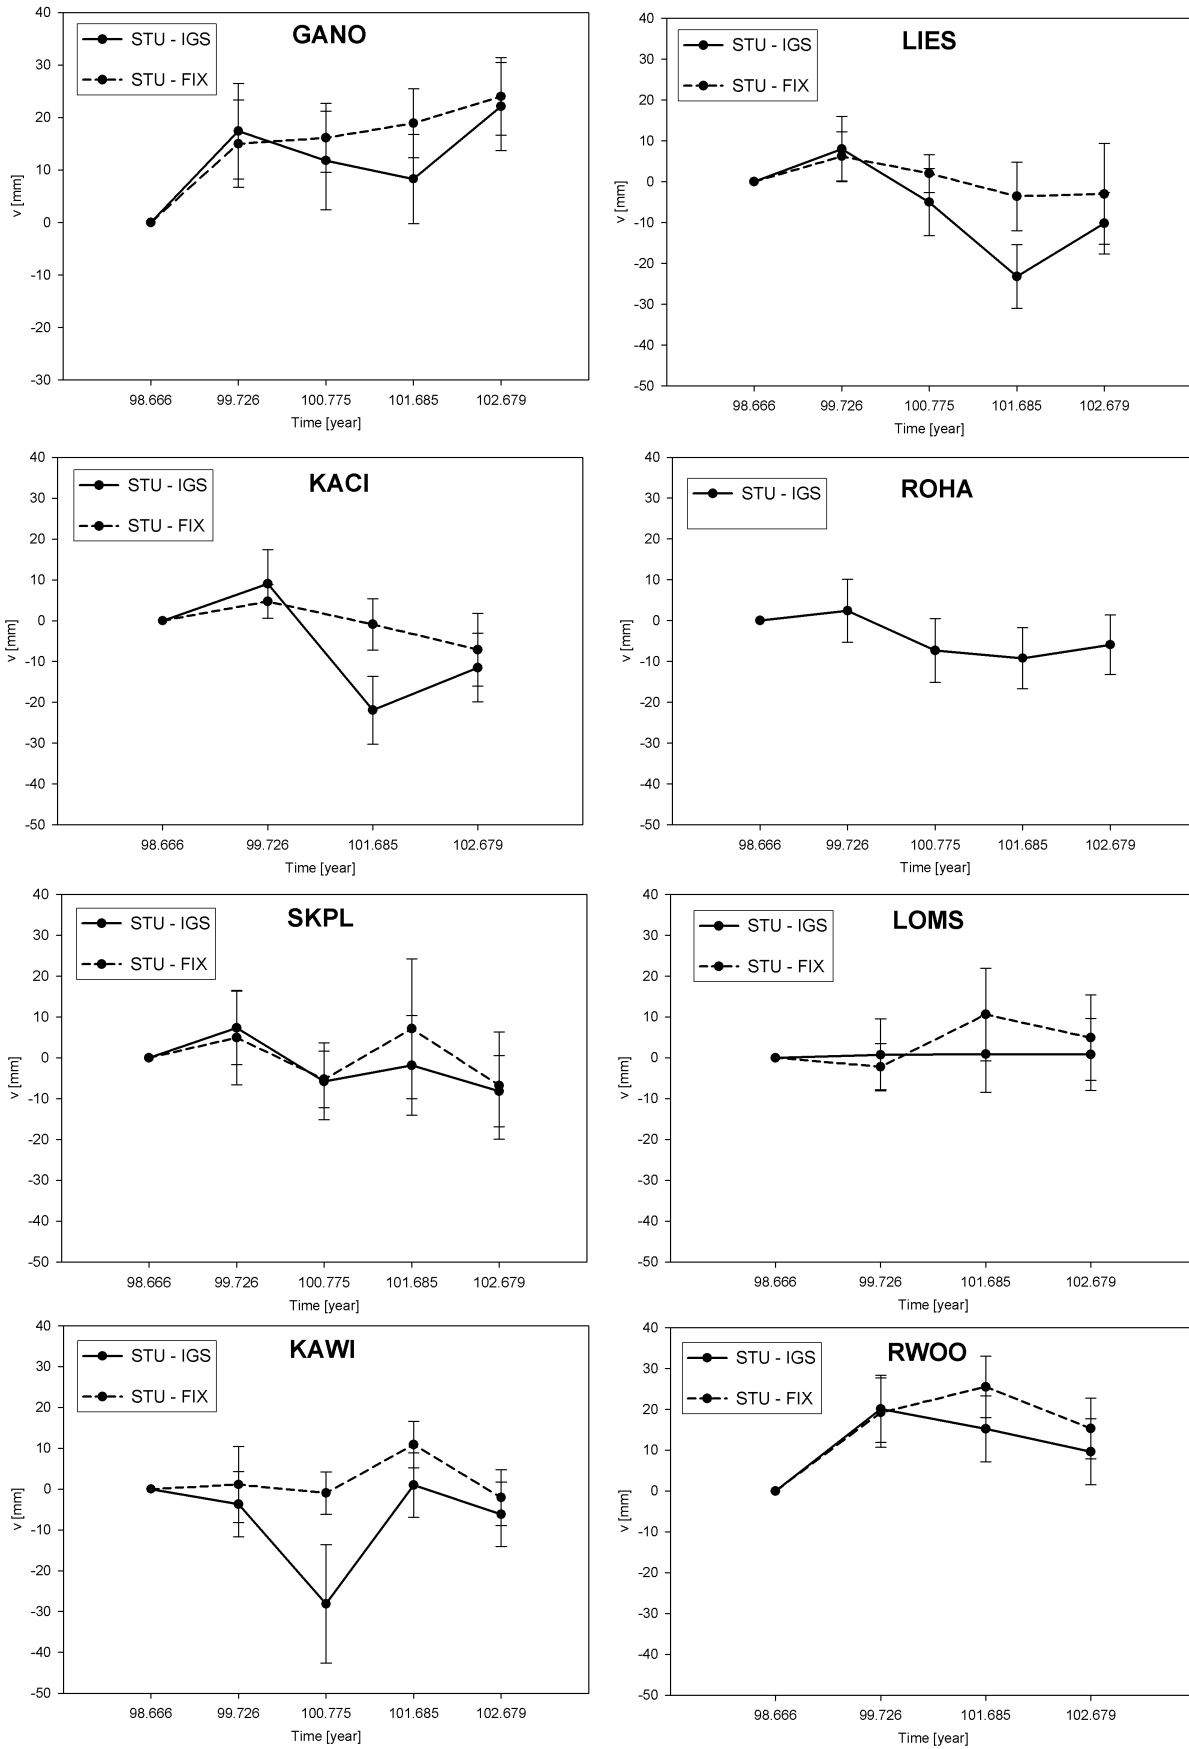 GANO
STU - IGS
STU - FIX
40
30
20
10
0
-10
-20
-30
v [mm]
98.666 99.726 100.775 101.685 102.679
Time [year]
LIES
STU - IGS
STU - FIX
40
30
20
10
0
-10
-20
-30
-40
-50
v [mm]
98.666 99.726 100.775 101.685 102.679
Time [year]
KACI
STU - IGS
STU - FIX
40
30
20
10
0
-10
-20
-30
-40
-50
v [mm]
98.666 99.726 101.685 102.679
Time [year]
ROHA
STU - IGS
40
30
20
10
0
-10
-20
-30
-40
-50
v [mm]
98.666 99.726 100.775 101.685 102.679
Time [year]
SKPL
STU - IGS
STU - FIX
40
30
20
10
0
-10
-20
-30
-40
-50
v [mm]
98.666 99.726 100.775 101.685 102.679
Time [year]
LOMS
STU - IGS
STU - FIX
40
30
20
10
0
-10
-20
-30
-40
-50
v [mm]
98.666 99.726 101.685 102.679
Time [year]
KAWI
STU - IGS
STU - FIX
40
30
20
10
0
-10
-20
-30
-40
-50
v [mm]
98.666 99.726 100.775 101.685 102.679
Time [year]
RWOO
STU - IGS
STU - FIX
40
30
20
10
0
-10
-20
-30
-40
-50
v [mm]
98.666 99.726 101.685 102.679
Time [year]